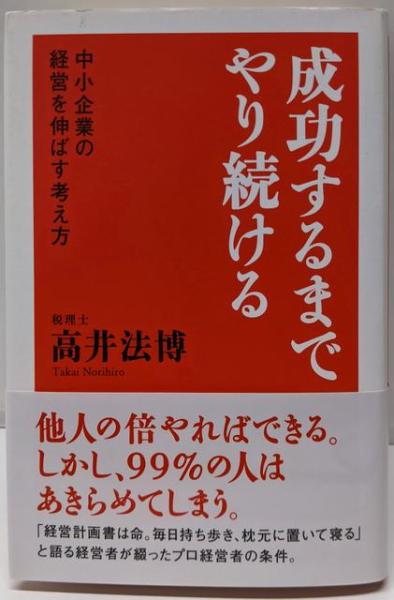 成功するまで
やり続ける
中小企業の
経営を伸ばす考え方
税理士
高井法博
Takai Norihiro
他人の倍やればできる。
しかし、99%の人は
あきらめてしまう。
「経営計画書は命。毎日持ち歩き、枕元に置いて寝る」
と語る経営者が綴ったプロ経営者の条件。